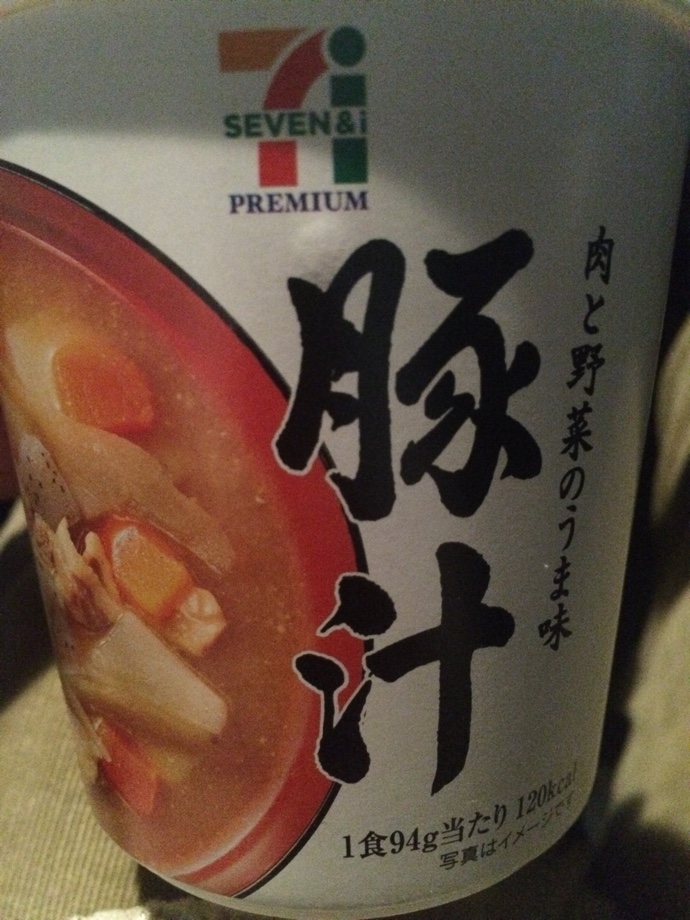 SEVEN&i
PREMIUM
豚汁
肉と野菜のうま味
1食94g当たり 120kcal
写真はイメージです